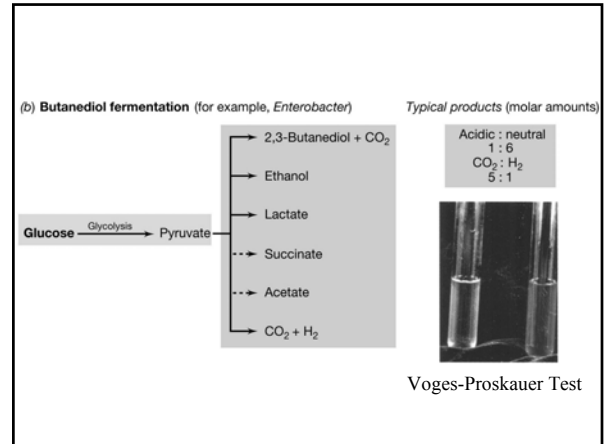 (b) Butanediol fermentation (for example, Enterobacter)
Typical products (molar amounts)
Glucose
Glycolysis
Pyruvate
2,3-Butanediol + CO₂
Ethanol
Lactate
Succinate
Acetate
CO₂ + H₂
Acidic : neutral
1 : 6
CO₂ : H₂
5 : 1
Voges-Proskauer Test